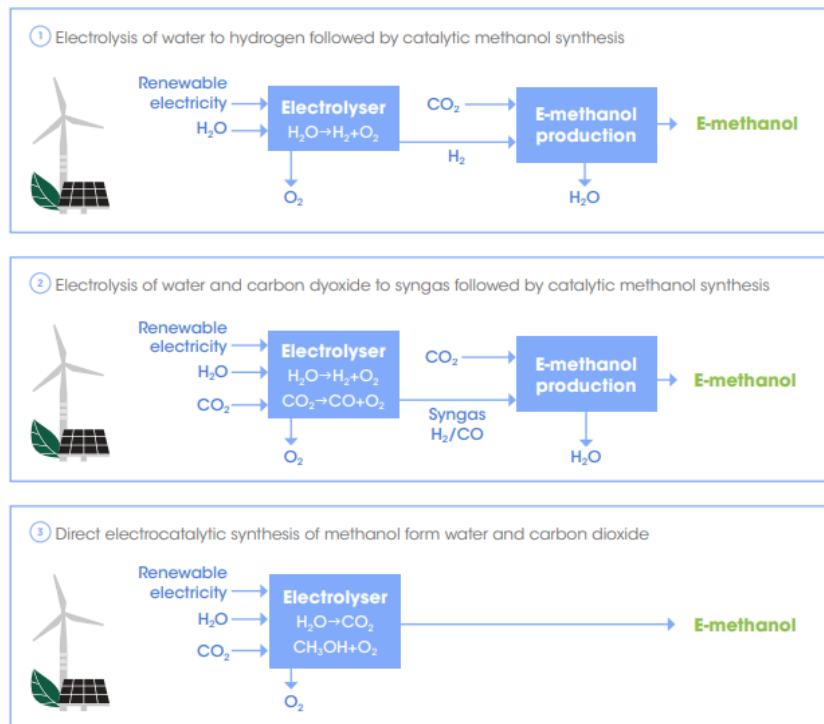 1 Electrolysis of water to hydrogen followed by catalytic methanol synthesis
Renewable
electricity
H₂O
Electrolyser
H₂O→H₂+O₂
O₂
CO₂
H₂
E-methanol
production
H₂O
E-methanol
2 Electrolysis of water and carbon dyoxide to syngas followed by catalytic methanol synthesis
Renewable
electricity
H₂O
CO₂
Electrolyser
H₂O→H₂+O₂
CO₂→CO+O₂
O₂
CO₂
Syngas
H₂/CO
E-methanol
production
H₂O
E-methanol
3 Direct electrocatalytic synthesis of methanol form water and carbon dioxide
Renewable
electricity
H₂O
CO₂
Electrolyser
H₂O→CO₂
CH₃OH+O₂
O₂
E-methanol